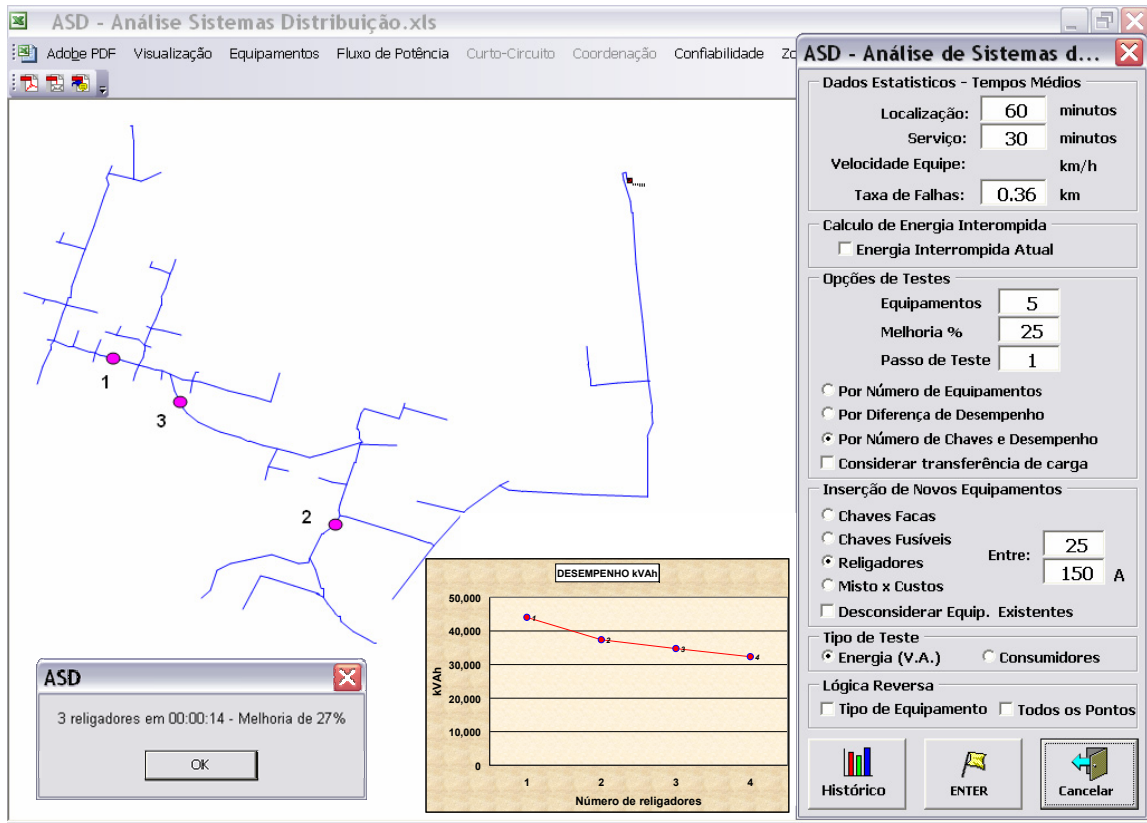 ASD - Análise Sistemas Distribuição.xls
Adobe PDF Visualização Equipamentos Fluxo de Potência Curto-Circuito Coordenação Confiabilidade Zo
1
3
2
DESEMPENHO kVAh
50,000
40,000
30,000
20,000
10,000
0
kVAh
1
2
3
4
1 2 3 4
Número de religadores
ASD
3 religadores em 00:00:14 - Melhoria de 27%
OK
ASD - Análise de Sistemas d...
Dados Estatisticos - Tempos Médios
Localização: 60 minutos
Serviço: 30 minutos
Velocidade Equipe: km/h
Taxa de Falhas: 0.36 km
Calculo de Energia Interompida
Energia Interrompida Atual
Opções de Testes
Equipamentos 5
Melhoria % 25
Passo de Teste 1
Por Número de Equipamentos
Por Diferença de Desempenho
Por Número de Chaves e Desempenho
Considerar transferência de carga
Inserção de Novos Equipamentos
Chaves Facas
Chaves Fusíveis
Religadores
Misto x Custos
Entre: 25
150 A
Desconsiderar Equip. Existentes
Tipo de Teste
Energia (V.A.) Consumidores
Lógica Reversa
Tipo de Equipamento Todos os Pontos
Histórico ENTER Cancelar